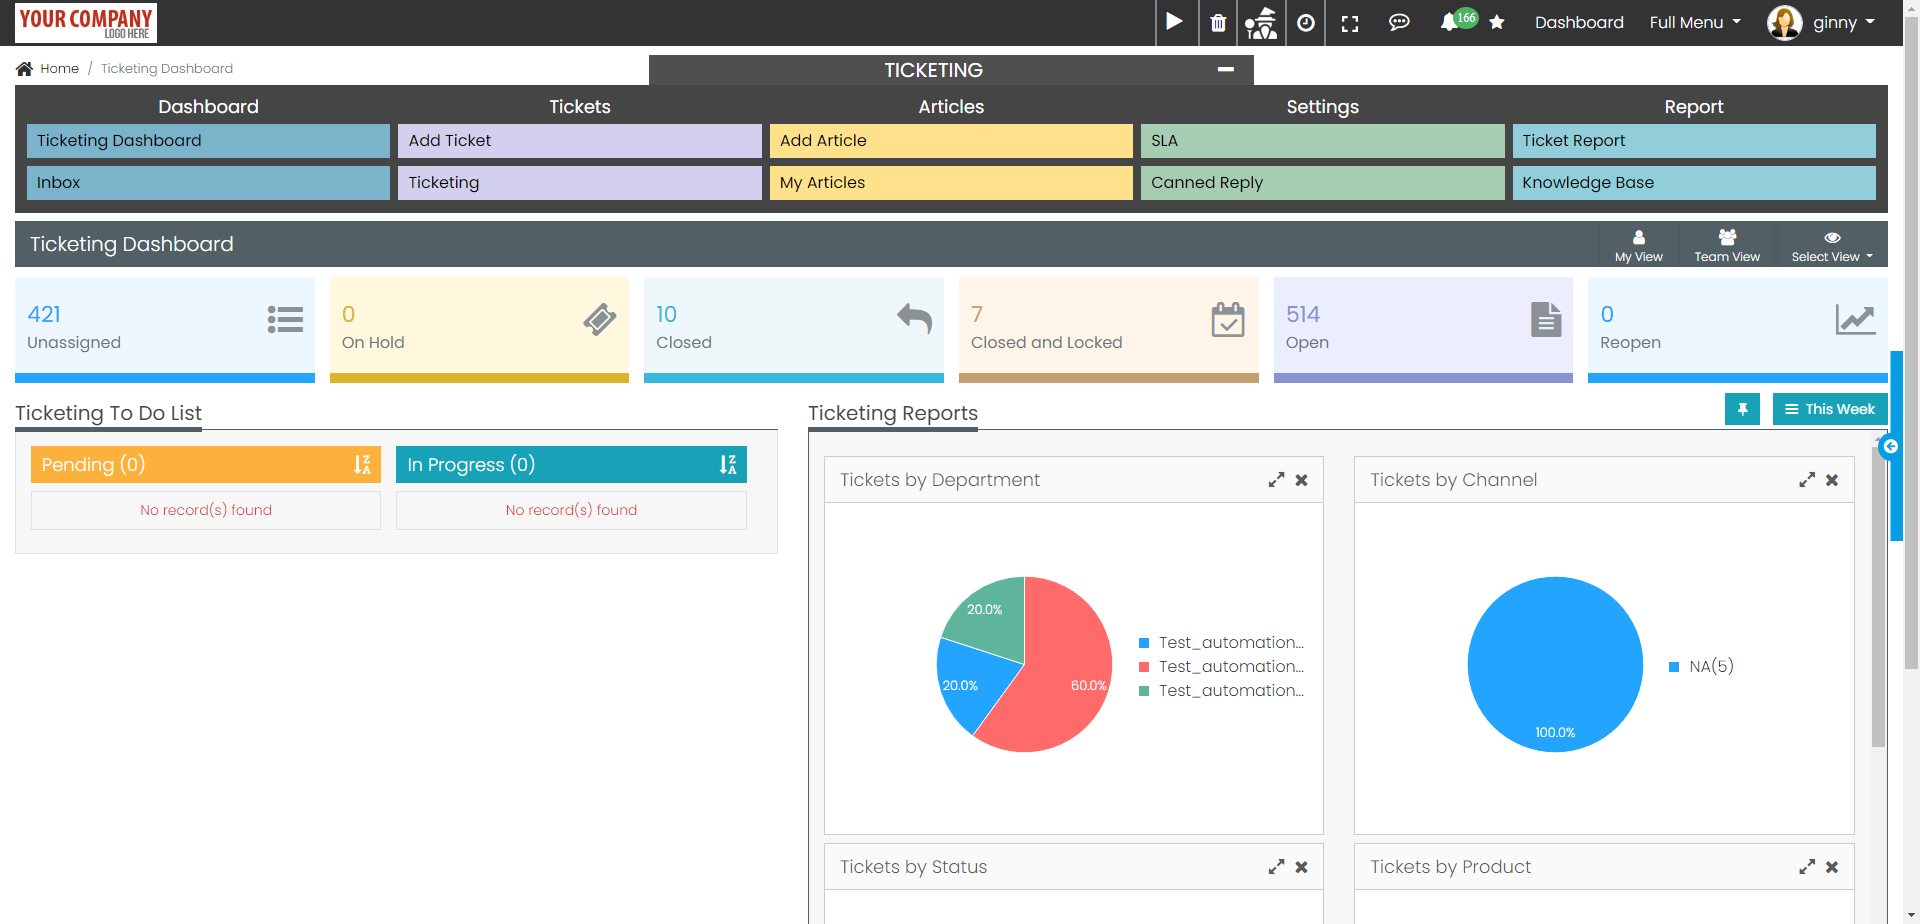 YOUR COMPANY
LOGO HERE
166
Dashboard
Full Menu
ginny
Home / Ticketing Dashboard
TICKETING
Dashboard
Tickets
Articles
Settings
Report
Ticketing Dashboard
Add Ticket
Add Article
SLA
Ticket Report
Inbox
Ticketing
My Articles
Canned Reply
Knowledge Base
Ticketing Dashboard
My View
Team View
Select View
421
Unassigned
0
On Hold
10
Closed
7
Closed and Locked
514
Open
0
Reopen
Ticketing To Do List
Pending (0)
In Progress (0)
No record(s) found
No record(s) found
Ticketing Reports
This Week
Tickets by Department
20.0%
20.0%
60.0%
Test_automation...
Test_automation...
Test_automation...
Tickets by Channel
100.0%
NA(5)
Tickets by Status
Tickets by Product